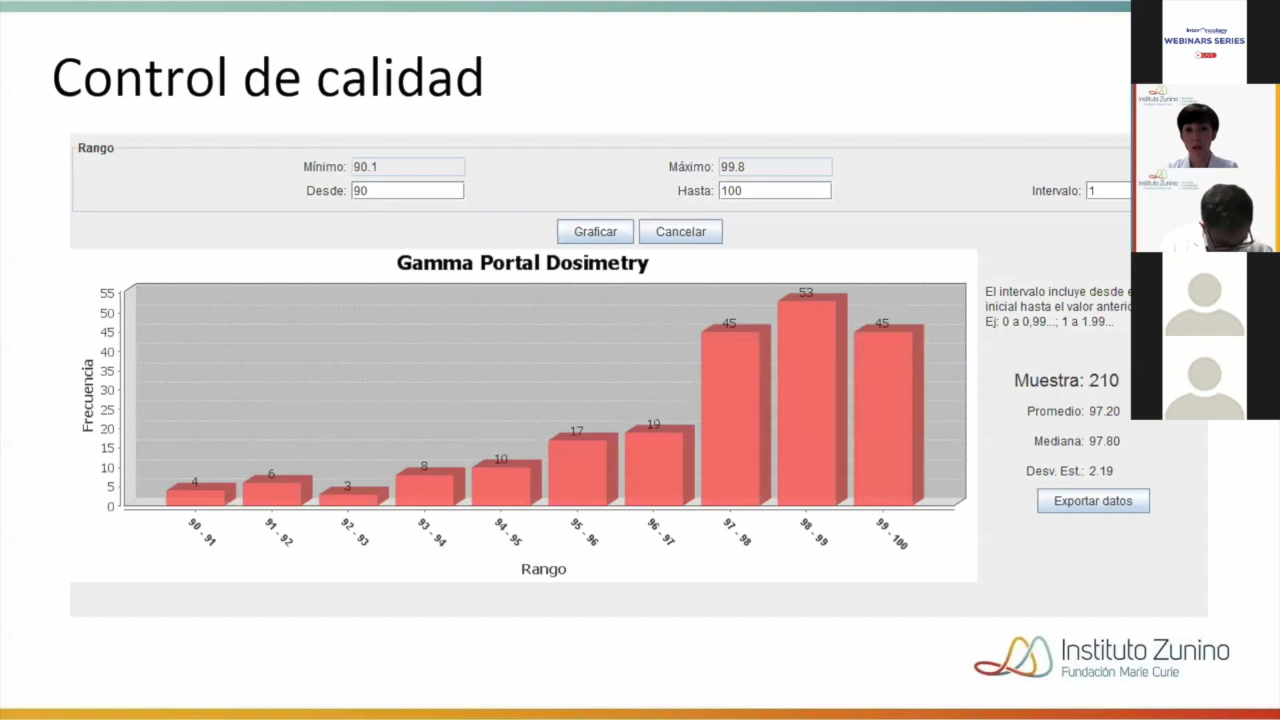 Control de calidad
Rango
Mínimo: 90.1
Máximo: 99.8
Desde: 90
Hasta: 100
Intervalo: 1
Graficar
Cancelar
Gamma Portal Dosimetry
55
50
45
40
35
30
25
20
15
10
5
0
Frecuencia
4
6
3
8
10
17
19
45
53
45
90 - 91
91 - 92
92 - 93
93 - 94
94 - 95
95 - 96
96 - 97
97 - 98
98 - 99
99 - 100
Rango
El intervalo incluye desde
inicial hasta el valor
Ej: 0 a 0,99...; 1 a 1.99...
Muestra: 210
Promedio: 97.20
Mediana: 97.80
Desv. Est.: 2.19
Exportar datos
Instituto Zunino
Fundación Marie Curie
InterOncology
WEBINARS SERIES
Instituto Zunino
Instituto Zunino